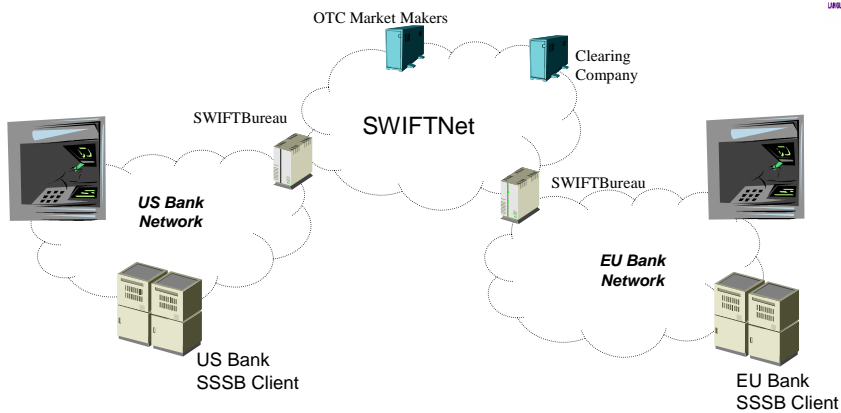 OTC Market Makers
Clearing
Company
SWIFTBureau
SWIFTNet
SWIFTBureau
US Bank
Network
EU Bank
Network
US Bank
SSSB Client
EU Bank
SSSB Client